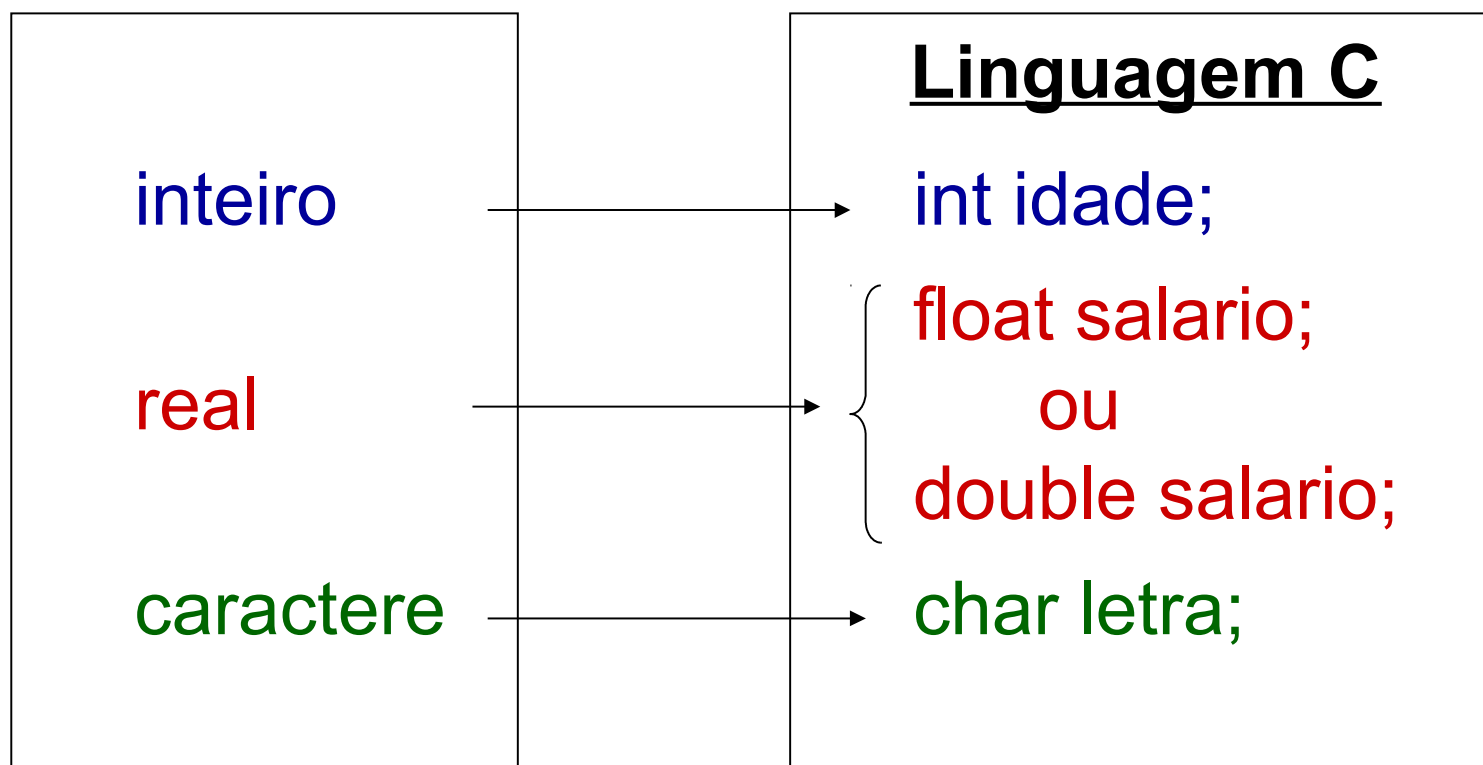 Linguagem C
inteiro
int idade;
float salario;
real
ou
double salario;
caractere
char letra;